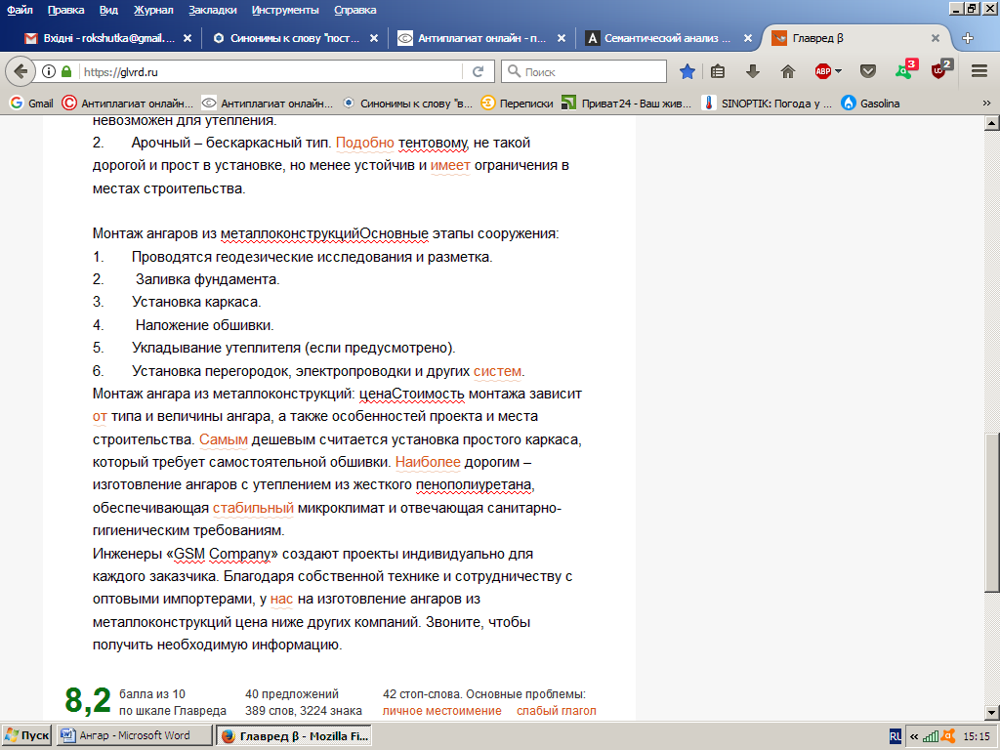 Файл Правка Вид Журнал Закладки Инструменты Справка
Вхідні - rokshutka@gmail.... Синонимы к слову "пост... Антиплагиат онлайн - п... Семантический анализ ... Главред β
https://glvrd.ru Поиск ABP 3 2
Gmail Антиплагиат онлайн... Антиплагиат онлайн... Синонимы к слову "в... Переписки Приват24 - Ваш жив... SINOPTIK: Погода у ... Gasolina »
невозможен для утепления.
2. Арочный – бескаркасный тип. Подобно тентовому, не такой
дорогой и прост в установке, но менее устойчив и имеет ограничения в
местах строительства.
Монтаж ангаров из металлоконструкцийОсновные этапы сооружения:
1. Проводятся геодезические исследования и разметка.
2. Заливка фундамента.
3. Установка каркаса.
4. Наложение обшивки.
5. Укладывание утеплителя (если предусмотрено).
6. Установка перегородок, электропроводки и других систем.
Монтаж ангара из металлоконструкций: ценаСтоимость монтажа зависит
от типа и величины ангара, а также особенностей проекта и места
строительства. Самым дешевым считается установка простого каркаса,
который требует самостоятельной обшивки. Наиболее дорогим –
изготовление ангаров с утеплением из жесткого пенополиуретана,
обеспечивающая стабильный микроклимат и отвечающая санитарно-
гигиеническим требованиям.
Инженеры «GSM Company» создают проекты индивидуально для
каждого заказчика. Благодаря собственной технике и сотрудничеству с
оптовыми импортерами, у нас на изготовление ангаров из
металлоконструкций цена ниже других компаний. Звоните, чтобы
получить необходимую информацию.
8,2 балла из 10 40 предложений 42 стоп-слова. Основные проблемы:
по шкале Главреда 389 слов, 3224 знака личное местоимение слабый глагол
Пуск Ангар - Microsoft Word Главред β - Mozilla Fi... RU « 15:15